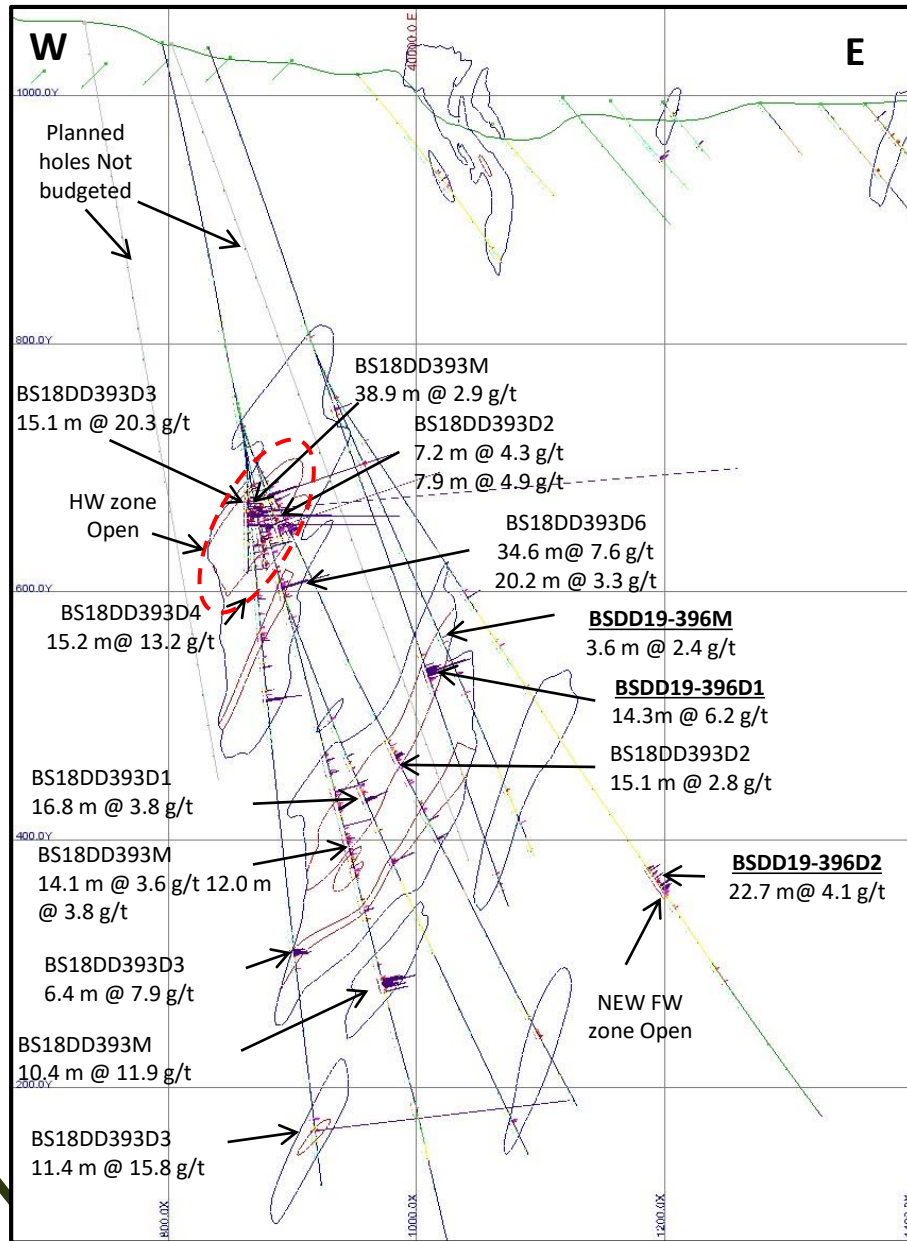 W
E
40000.0 E
1000.0Y
Planned
holes Not
budgeted
800.0Y
BS18DD393M
38.9 m @ 2.9 g/t
BS18DD393D3
15.1 m @ 20.3 g/t
BS18DD393D2
7.2 m @ 4.3 g/t
7.9 m @ 4.9 g/t
HW zone
Open
BS18DD393D6
34.6 m@ 7.6 g/t
20.2 m @ 3.3 g/t
600.0Y
BS18DD393D4
15.2 m@ 13.2 g/t
BSDD19-396M
3.6 m @ 2.4 g/t
BSDD19-396D1
14.3m @ 6.2 g/t
BS18DD393D2
15.1 m @ 2.8 g/t
BS18DD393D1
16.8 m @ 3.8 g/t
400.0Y
BS18DD393M
14.1 m @ 3.6 g/t 12.0 m
@ 3.8 g/t
BSDD19-396D2
22.7 m@ 4.1 g/t
BS18DD393D3
6.4 m @ 7.9 g/t
NEW FW
zone Open
BS18DD393M
10.4 m @ 11.9 g/t
200.0Y
BS18DD393D3
11.4 m @ 15.8 g/t
800.0X
1000.0X
1200.0X